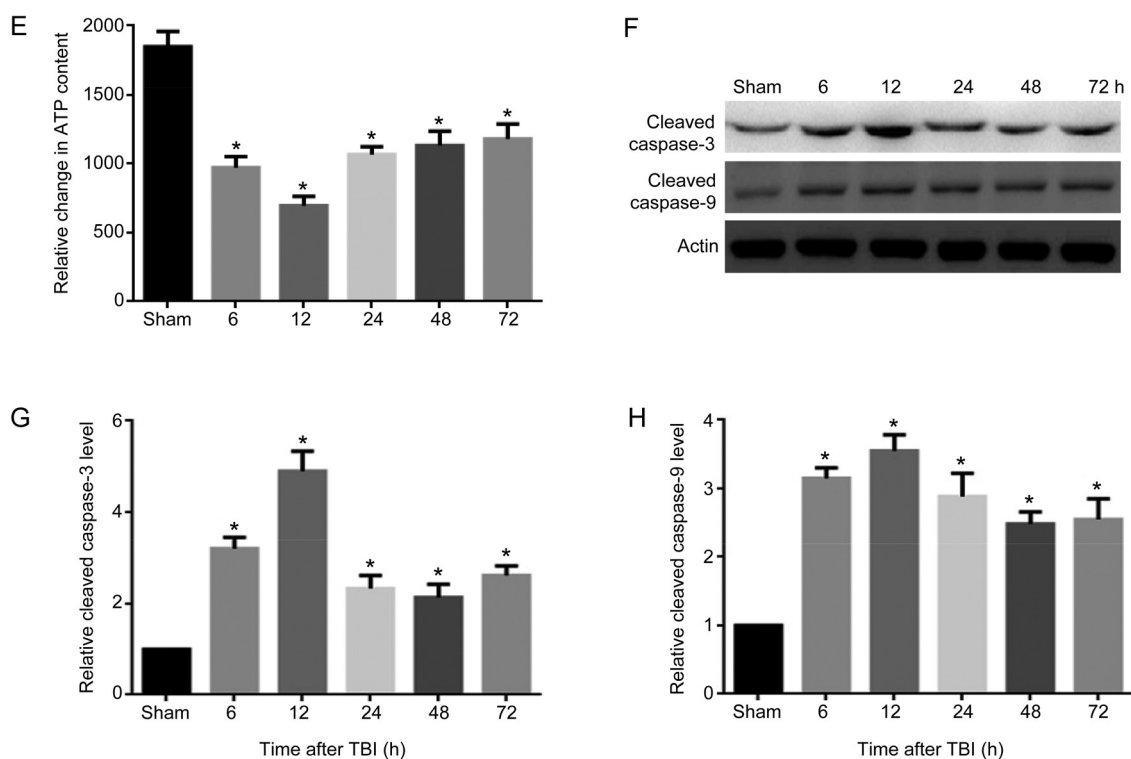 E
Relative change in ATP content
2000
1500
1000
500
0
*
*
*
*
*
Sham 6 12 24 48 72
F
Sham 6 12 24 48 72 h
Cleaved
caspase-3
Cleaved
caspase-9
Actin
G
Relative cleaved caspase-3 level
6
4
2
0
*
*
*
*
*
Sham 6 12 24 48 72
Time after TBI (h)
H
Relative cleaved caspase-9 level
4
3
2
1
0
*
*
*
*
*
Sham 6 12 24 48 72
Time after TBI (h)